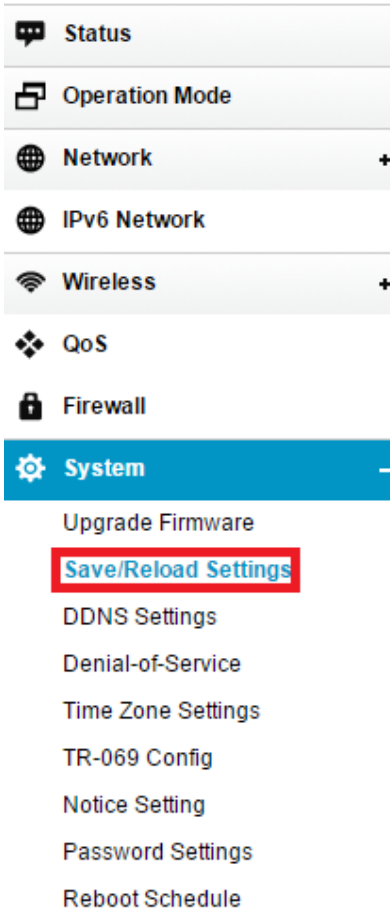 Status
Operation Mode
Network +
IPv6 Network
Wireless +
QoS
Firewall
System –
Upgrade Firmware
Save/Reload Settings
DDNS Settings
Denial-of-Service
Time Zone Settings
TR-069 Config
Notice Setting
Password Settings
Reboot Schedule